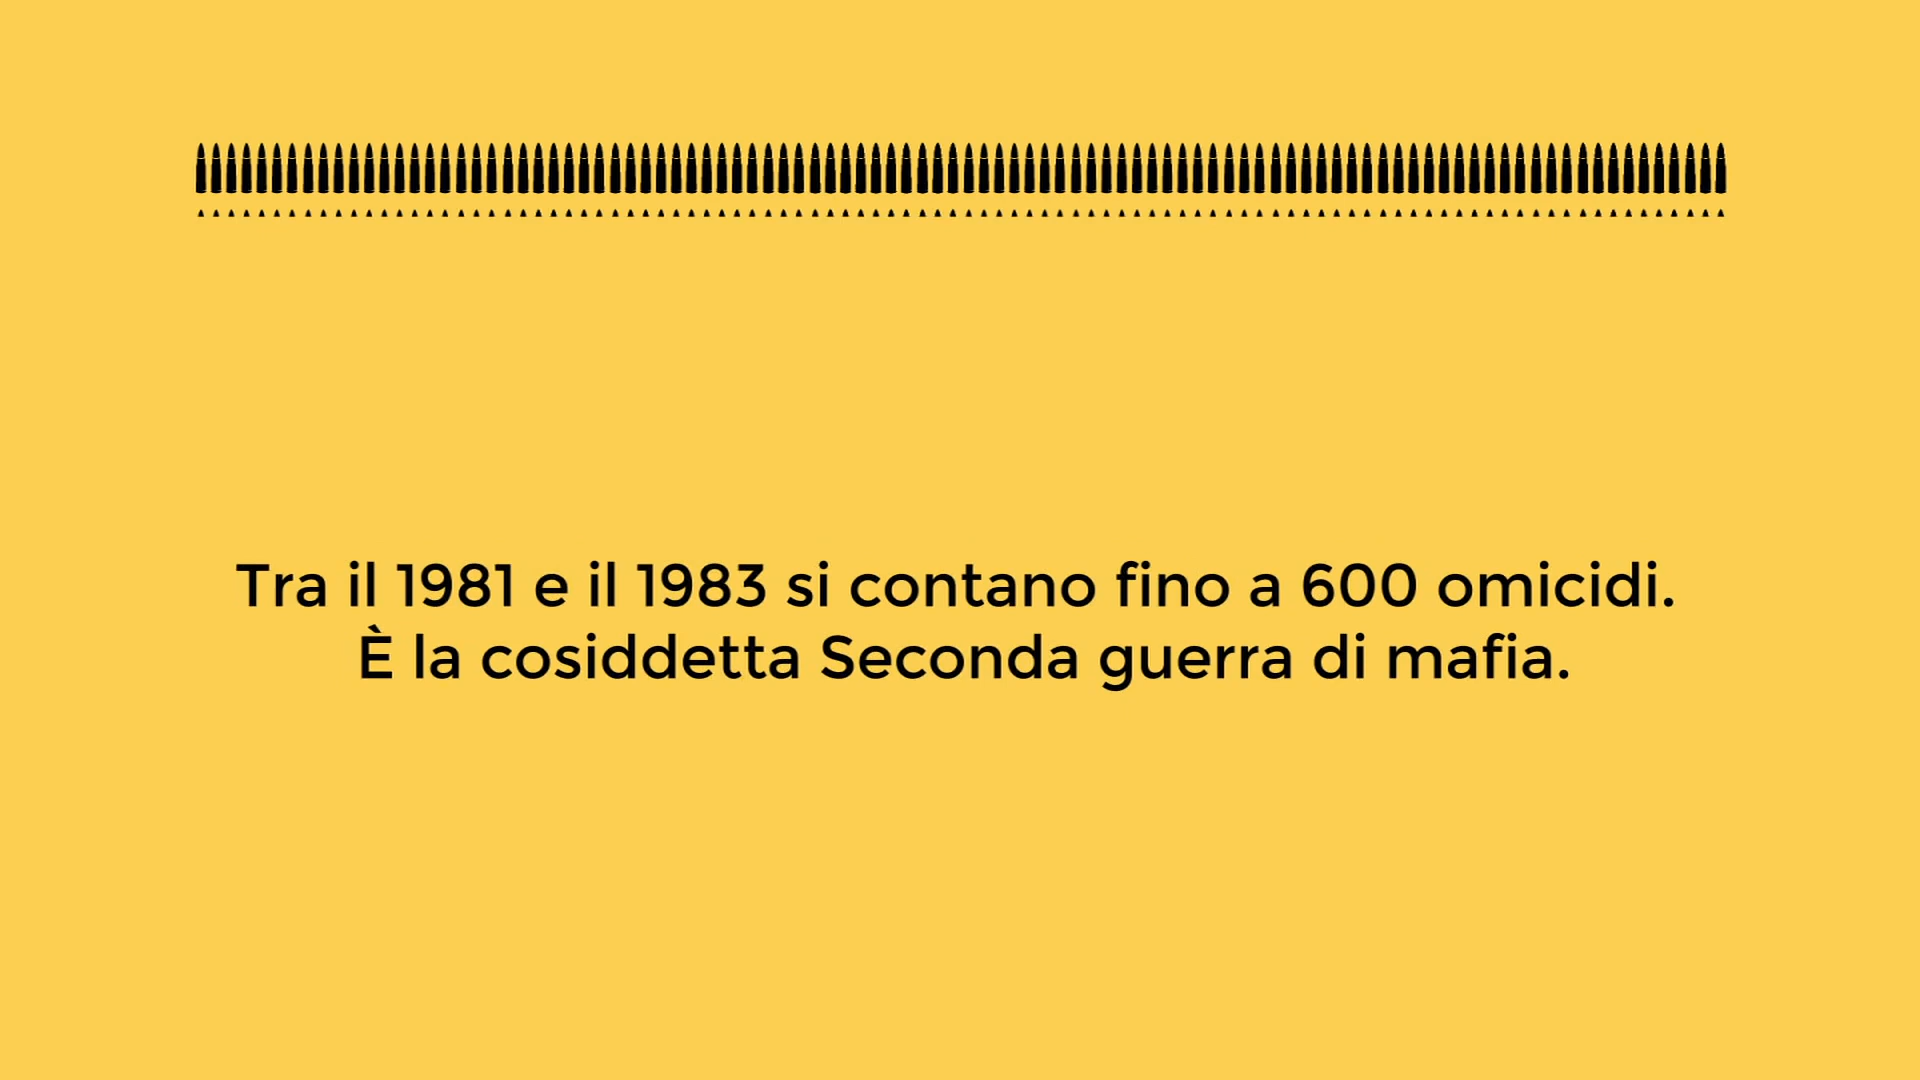 Tra il 1981 e il 1983 si contano fino a 600 omicidi.
È la cosiddetta Seconda guerra di mafia.